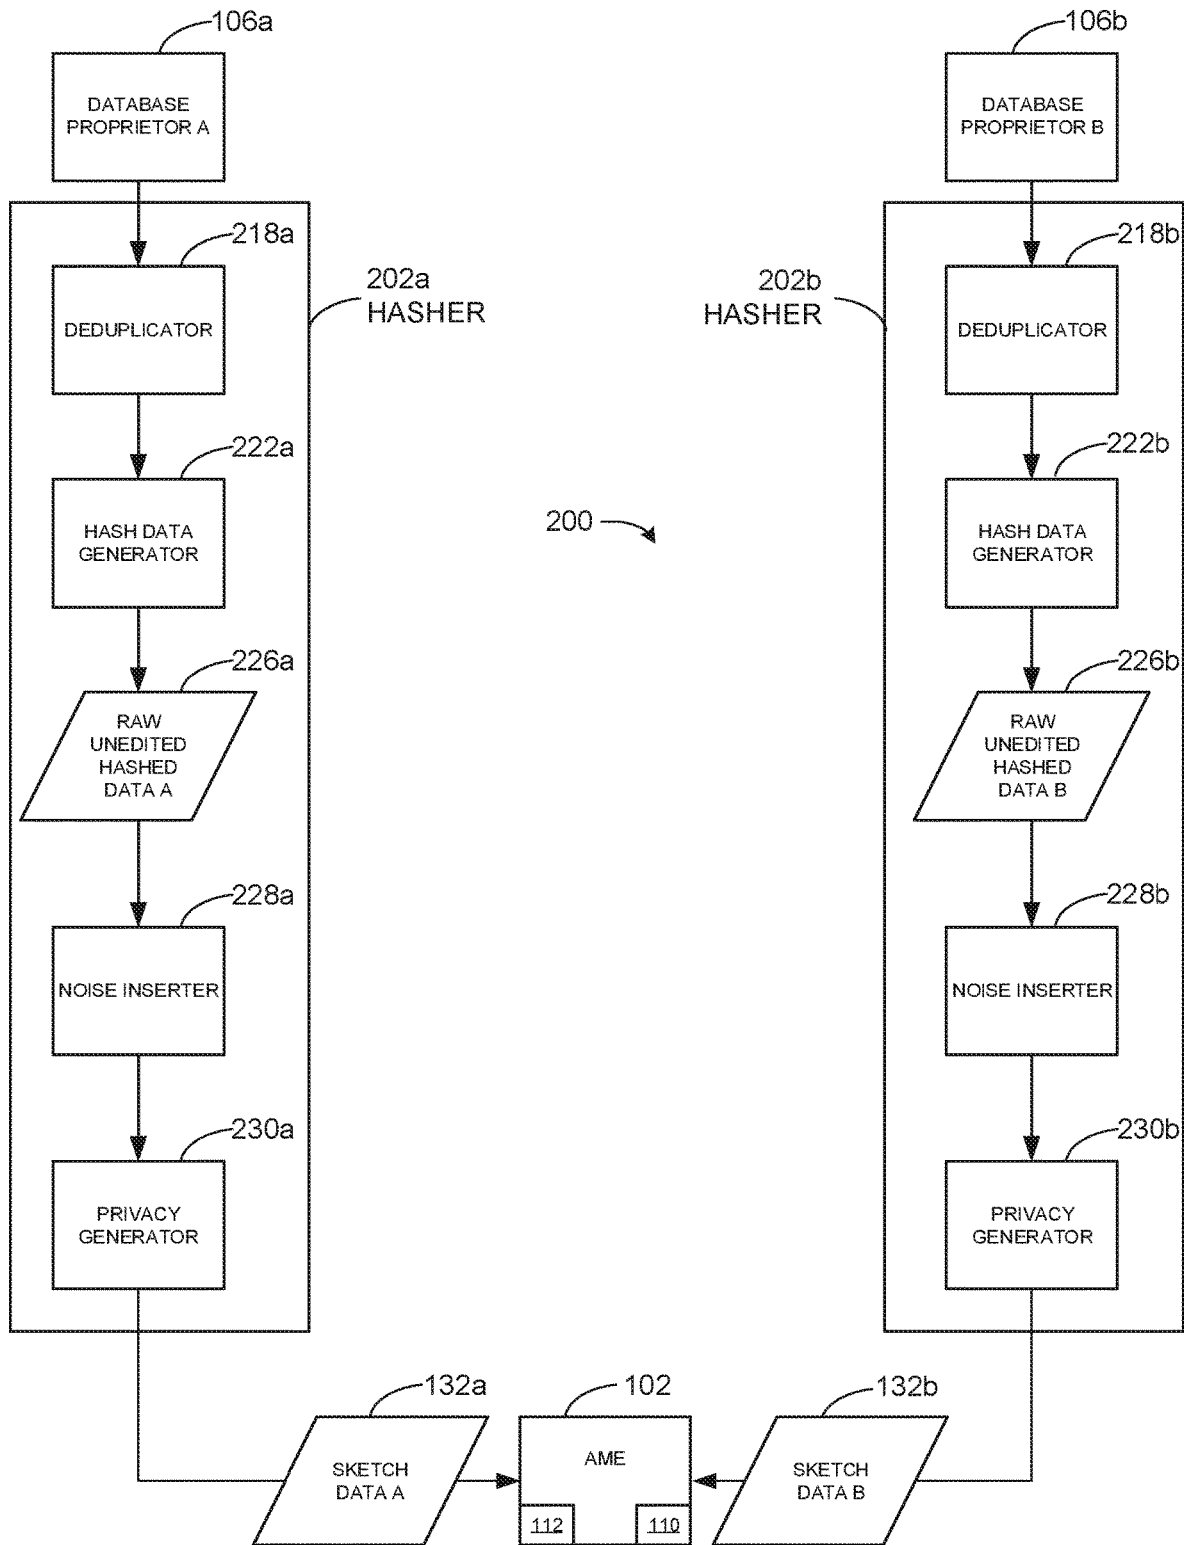 106a
106b
DATABASE
PROPRIETOR A
DATABASE
PROPRIETOR B
218a
218b
202a
HASHER
202b
HASHER
DEDUPLICATOR
DEDUPLICATOR
222a
222b
HASH DATA
GENERATOR
200
HASH DATA
GENERATOR
226a
226b
RAW
UNEDITED
HASHED
DATA A
RAW
UNEDITED
HASHED
DATA B
228a
228b
NOISE INSERTER
NOISE INSERTER
230a
230b
PRIVACY
GENERATOR
PRIVACY
GENERATOR
132a
102
132b
SKETCH
DATA A
AME
SKETCH
DATA B
112
110